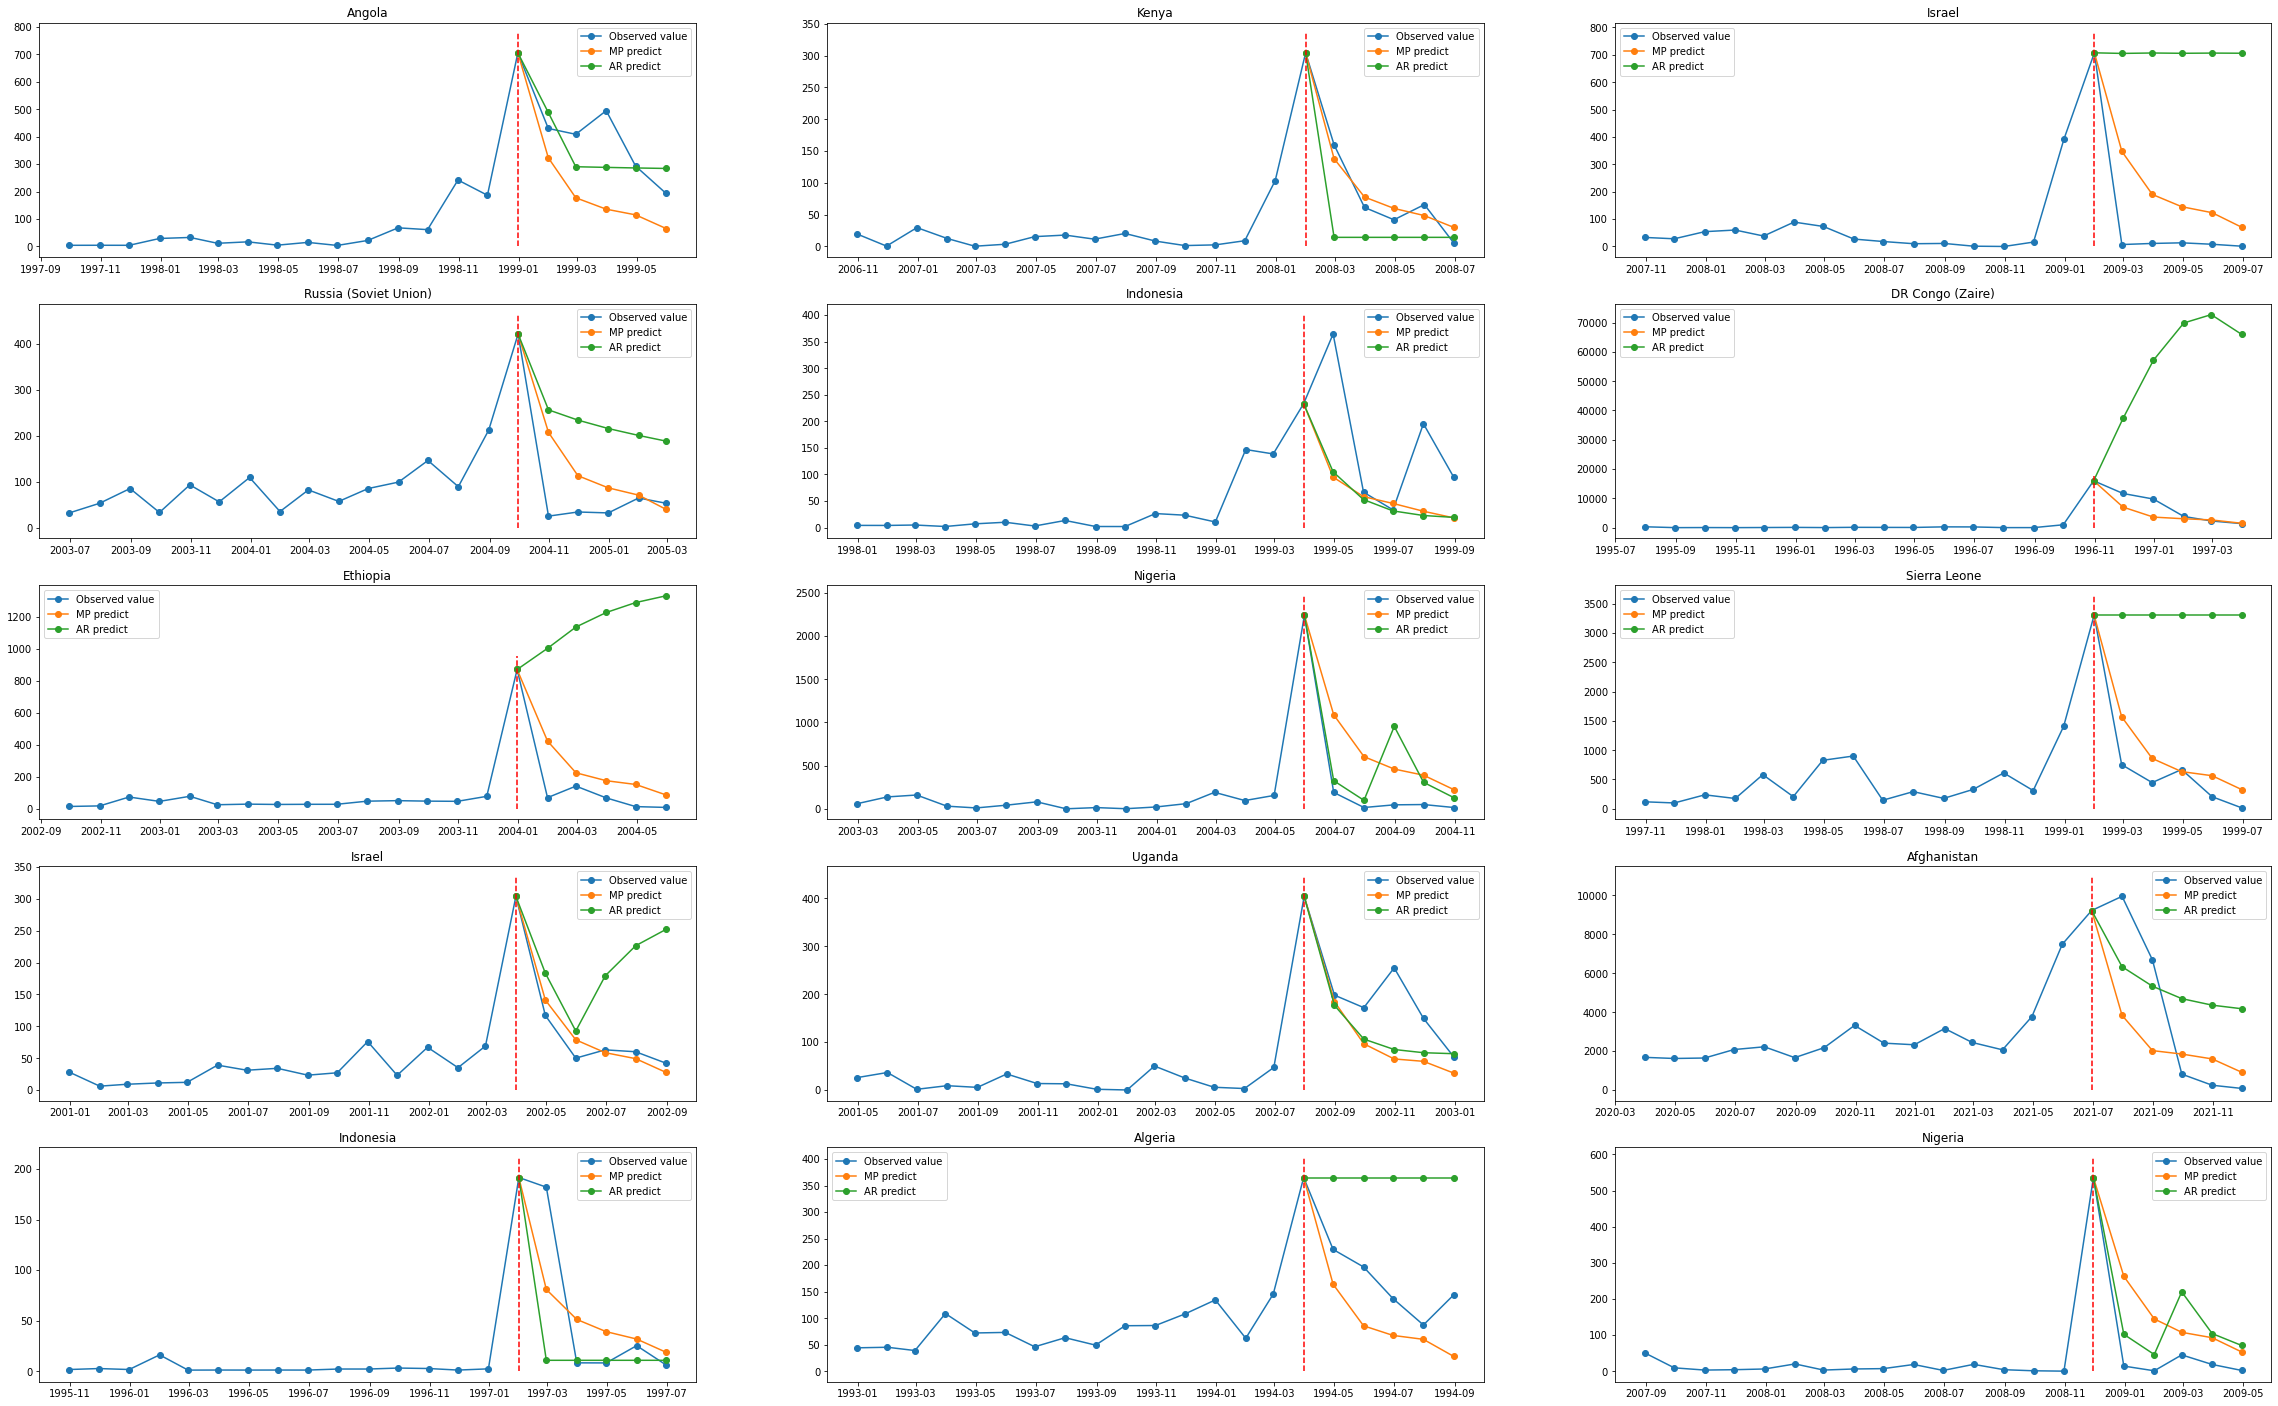 Angola
800
700
600
500
400
300
200
100
0
Observed value
MP predict
AR predict
1997-09 1997-11 1998-01 1998-03 1998-05 1998-07 1998-09 1998-11 1999-01 1999-03 1999-05
Kenya
350
300
250
200
150
100
50
0
Observed value
MP predict
AR predict
2006-11 2007-01 2007-03 2007-05 2007-07 2007-09 2007-11 2008-01 2008-03 2008-05 2008-07
Israel
800
700
600
500
400
300
200
100
0
Observed value
MP predict
AR predict
2007-11 2008-01 2008-03 2008-05 2008-07 2008-09 2008-11 2009-01 2009-03 2009-05 2009-07
Russia (Soviet Union)
400
300
200
100
0
Observed value
MP predict
AR predict
2003-07 2003-09 2003-11 2004-01 2004-03 2004-05 2004-07 2004-09 2004-11 2005-01 2005-03
Indonesia
400
350
300
250
200
150
100
50
0
Observed value
MP predict
AR predict
1998-01 1998-03 1998-05 1998-07 1998-09 1998-11 1999-01 1999-03 1999-05 1999-07 1999-09
DR Congo (Zaire)
70000
60000
50000
40000
30000
20000
10000
0
Observed value
MP predict
AR predict
1995-07 1995-09 1995-11 1996-01 1996-03 1996-05 1996-07 1996-09 1996-11 1997-01 1997-03
Ethiopia
1200
1000
800
600
400
200
0
Observed value
MP predict
AR predict
2002-09 2002-11 2003-01 2003-03 2003-05 2003-07 2003-09 2003-11 2004-01 2004-03 2004-05
Nigeria
2500
2000
1500
1000
500
0
Observed value
MP predict
AR predict
2003-03 2003-05 2003-07 2003-09 2003-11 2004-01 2004-03 2004-05 2004-07 2004-09 2004-11
Sierra Leone
3500
3000
2500
2000
1500
1000
500
0
Observed value
MP predict
AR predict
1997-11 1998-01 1998-03 1998-05 1998-07 1998-09 1998-11 1999-01 1999-03 1999-05 1999-07
Israel
350
300
250
200
150
100
50
0
Observed value
MP predict
AR predict
2001-01 2001-03 2001-05 2001-07 2001-09 2001-11 2002-01 2002-03 2002-05 2002-07 2002-09
Uganda
400
300
200
100
0
Observed value
MP predict
AR predict
2001-05 2001-07 2001-09 2001-11 2002-01 2002-03 2002-05 2002-07 2002-09 2002-11 2003-01
Afghanistan
10000
8000
6000
4000
2000
0
Observed value
MP predict
AR predict
2020-03 2020-05 2020-07 2020-09 2020-11 2021-01 2021-03 2021-05 2021-07 2021-09 2021-11
Indonesia
200
150
100
50
0
Observed value
MP predict
AR predict
1995-11 1996-01 1996-03 1996-05 1996-07 1996-09 1996-11 1997-01 1997-03 1997-05 1997-07
Algeria
400
350
300
250
200
150
100
50
0
Observed value
MP predict
AR predict
1993-01 1993-03 1993-05 1993-07 1993-09 1993-11 1994-01 1994-03 1994-05 1994-07 1994-09
Nigeria
600
500
400
300
200
100
0
Observed value
MP predict
AR predict
2007-09 2007-11 2008-01 2008-03 2008-05 2008-07 2008-09 2008-11 2009-01 2009-03 2009-05